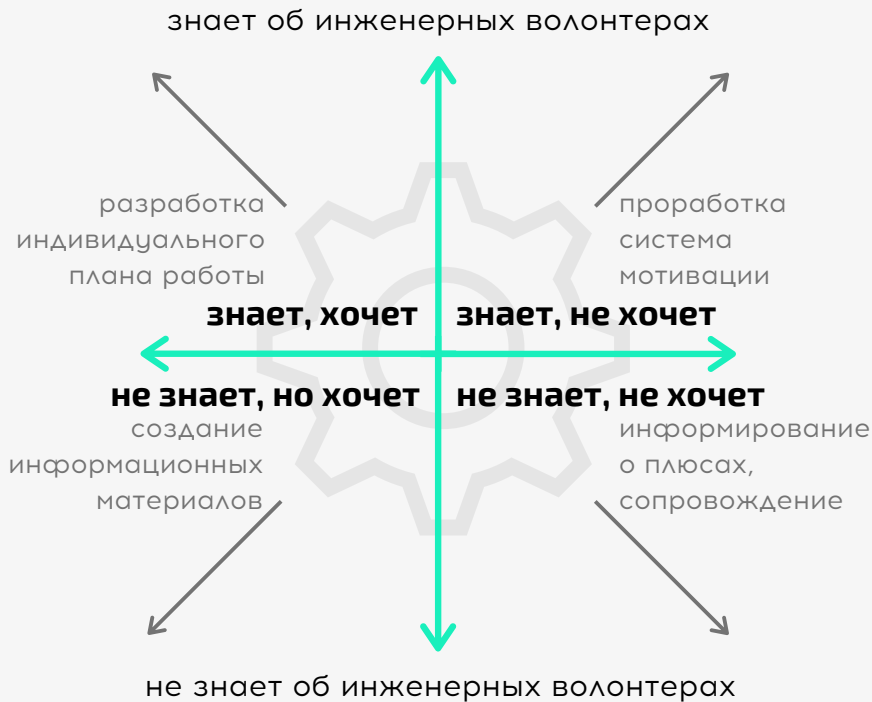 знает об инженерных волонтерах
разработка
индивидуального
плана работы
проработка
система
мотивации
знает, хочет
знает, не хочет
не знает, но хочет
не знает, не хочет
создание
информационных
материалов
информирование
о плюсах,
сопровождение
не знает об инженерных волонтерах